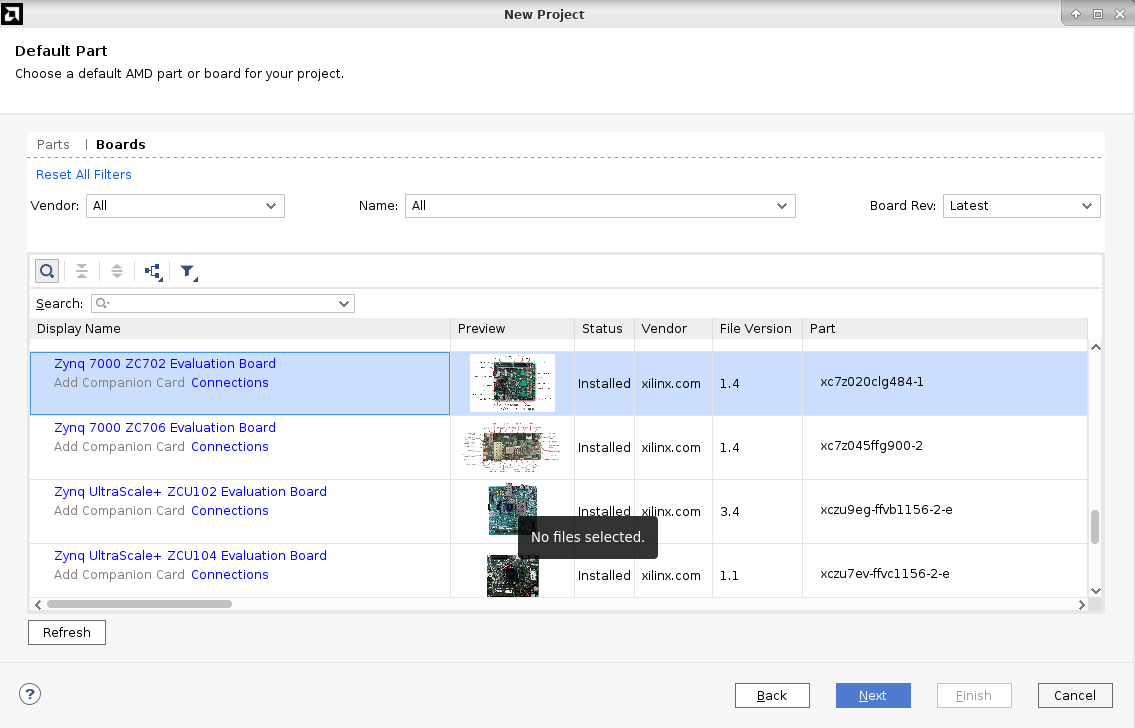 New Project
Default Part
Choose a default AMD part or board for your project.
Parts | Boards
Reset All Filters
Vendor: All Name: All Board Rev: Latest
Search:
Display Name Preview Status Vendor File Version Part
Zynq 7000 ZC702 Evaluation Board
Add Companion Card Connections Installed xilinx.com 1.4 xc7z020clg484-1
Zynq 7000 ZC706 Evaluation Board
Add Companion Card Connections Installed xilinx.com 1.4 xc7z045ffg900-2
Zynq UltraScale+ ZCU102 Evaluation Board
Add Companion Card Connections Installed xilinx.com 3.4 xczu9eg-ffvb1156-2-e
No files selected.
Zynq UltraScale+ ZCU104 Evaluation Board
Add Companion Card Connections Installed xilinx.com 1.1 xczu7ev-ffvc1156-2-e
Refresh
? Back Next Finish Cancel